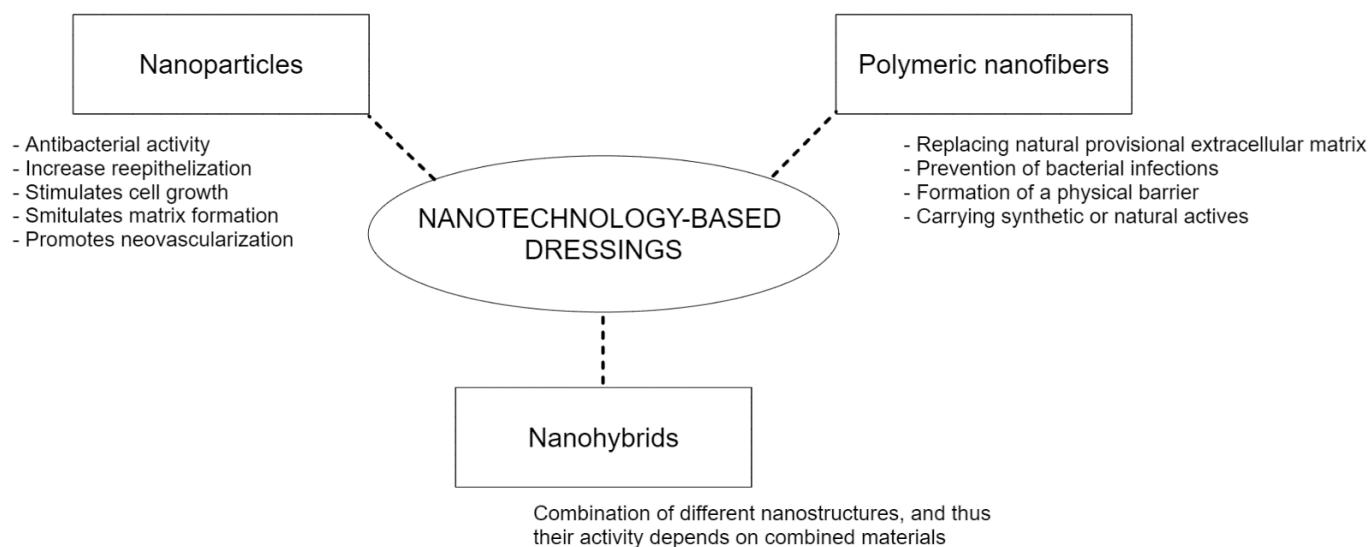 Nanoparticles
- Antibacterial activity
- Increase reepithelization
- Stimulates cell growth
- Smitulates matrix formation
- Promotes neovascularization
Polymeric nanofibers
- Replacing natural provisional extracellular matrix
- Prevention of bacterial infections
- Formation of a physical barrier
- Carrying synthetic or natural actives
NANOTECHNOLOGY-BASED
DRESSINGS
Nanohybrids
Combination of different nanostructures, and thus
their activity depends on combined materials